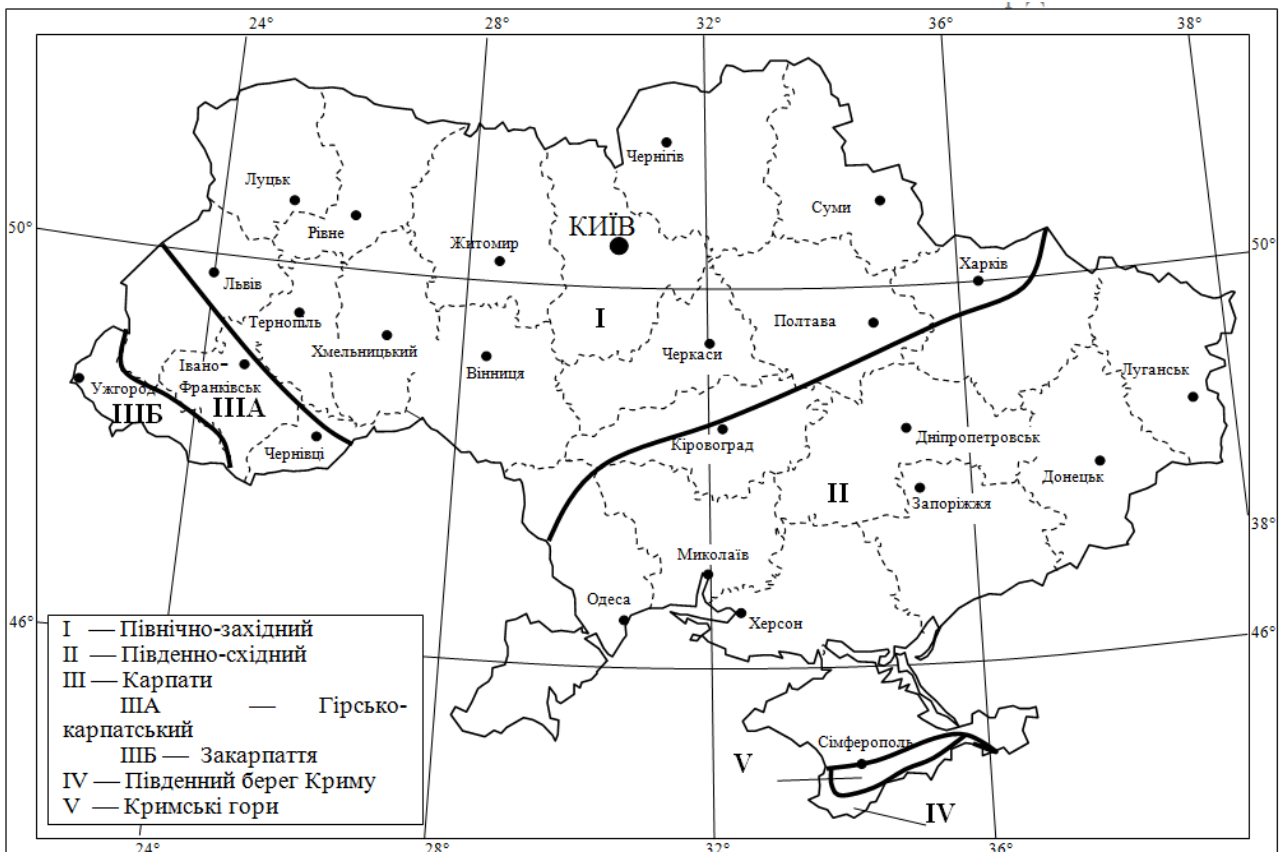 24°
28°
32°
36°
38°
Чернігів
Луцьк
Суми
Рівне
КИЇВ
50°
Житомир
50°
Харків
Львів
Тернопіль
I
Полтава
Хмельницький
Черкаси
Івано-
Франківськ
Вінниця
Луганськ
Ужгород
IIIБ
IIIА
Чернівці
Кіровоград
Дніпропетровськ
Донецьк
II
Запоріжжя
38°
Миколаїв
Одеса
Херсон
46°
46°
I — Північно-західний
II — Південно-східний
III — Карпати
IIIА — Гірсько-
карпатський
IIIБ — Закарпаття
IV — Південний берег Криму
V — Кримські гори
Сімферополь
V
IV
24°
28°
32°
36°